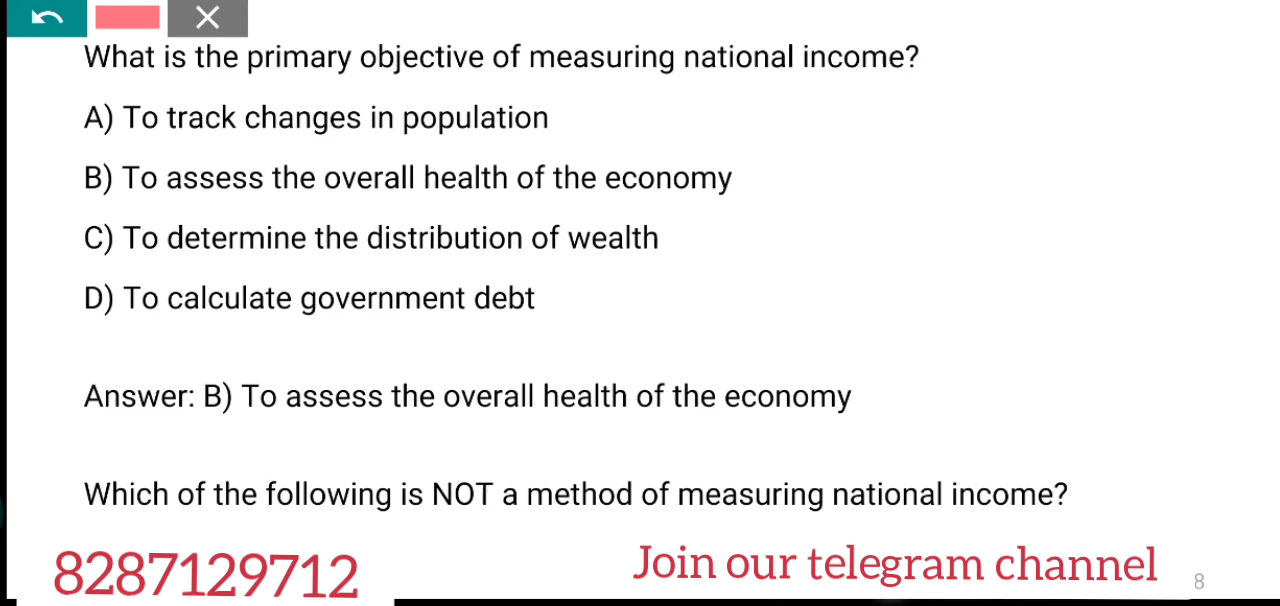 What is the primary objective of measuring national income?
A) To track changes in population
B) To assess the overall health of the economy
C) To determine the distribution of wealth
D) To calculate government debt
Answer: B) To assess the overall health of the economy
Which of the following is NOT a method of measuring national income?
8287129712
Join our telegram channel
8